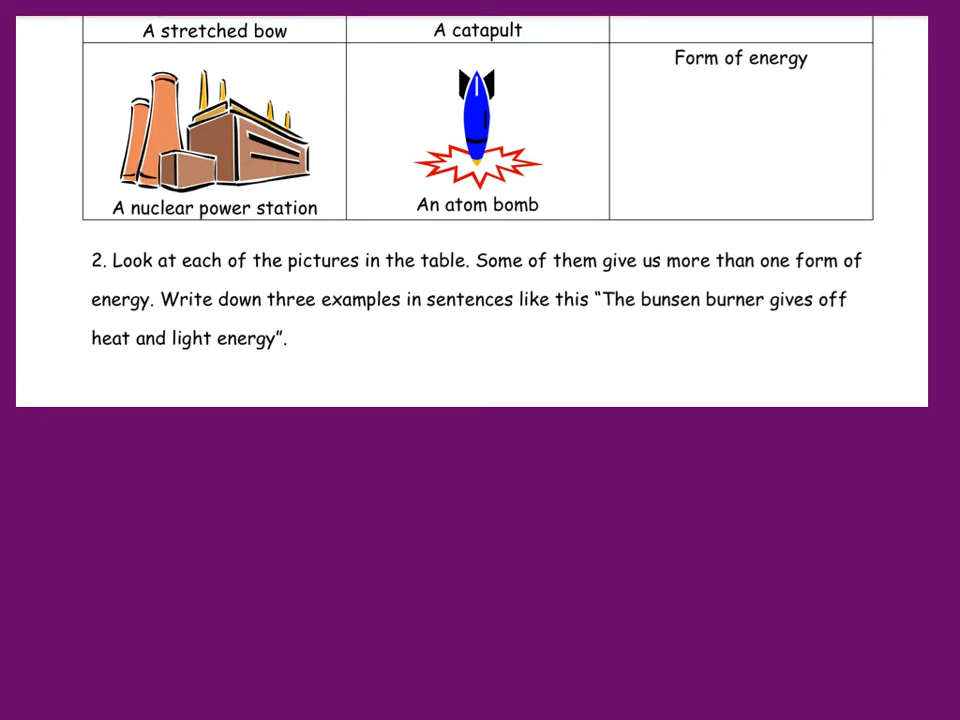 A stretched bow
A catapult
Form of energy
A nuclear power station
An atom bomb
2. Look at each of the pictures in the table. Some of them give us more than one form of
energy. Write down three examples in sentences like this “The bunsen burner gives off
heat and light energy”.